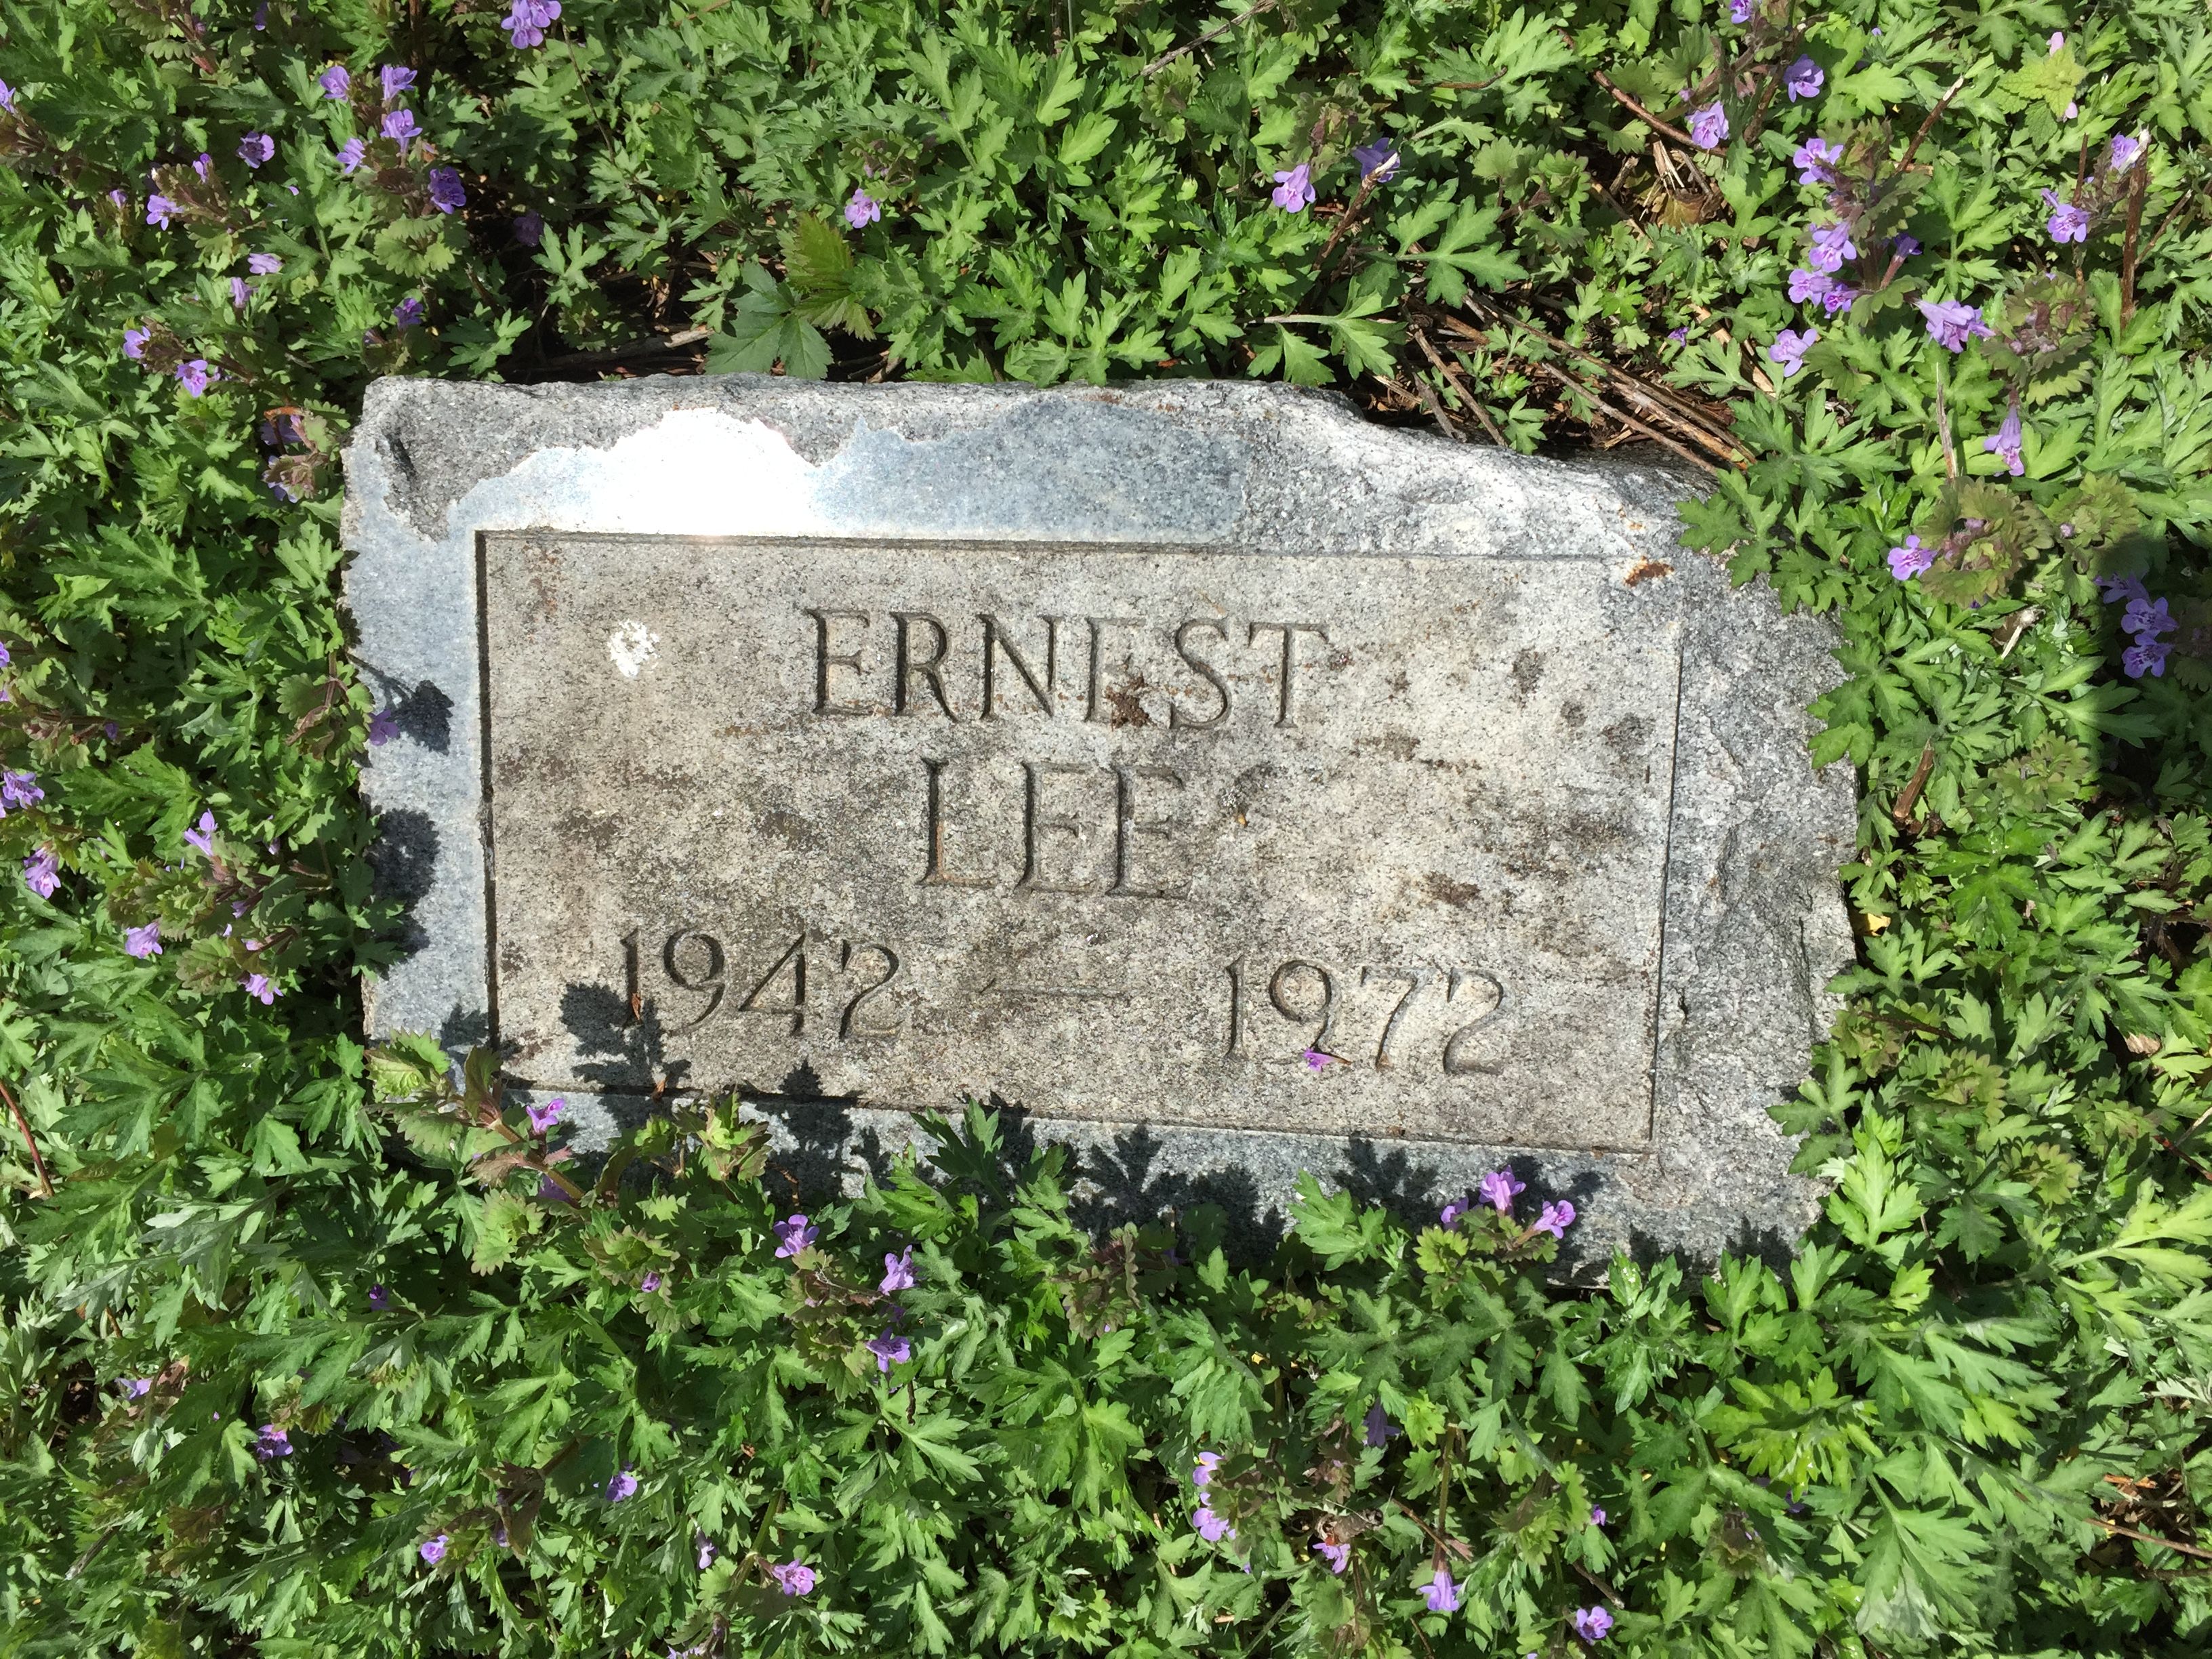 ERNEST
LEE
1942 — 1972